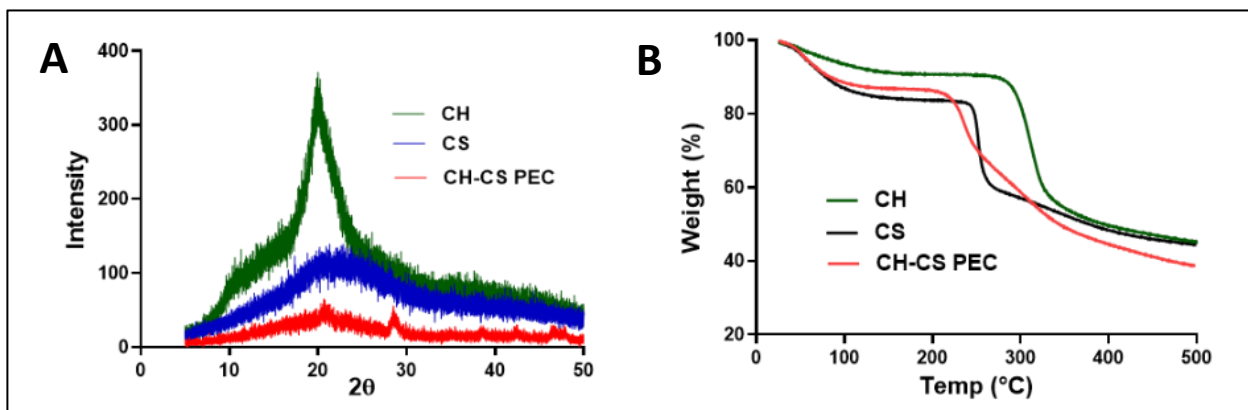 A
400
300
200
100
0
Intensity
CH
CS
CH-CS PEC
0 10 20 30 40 50
2θ
B
100
80
60
40
20
Weight (%)
CH
CS
CH-CS PEC
100 200 300 400 500
Temp (°C)